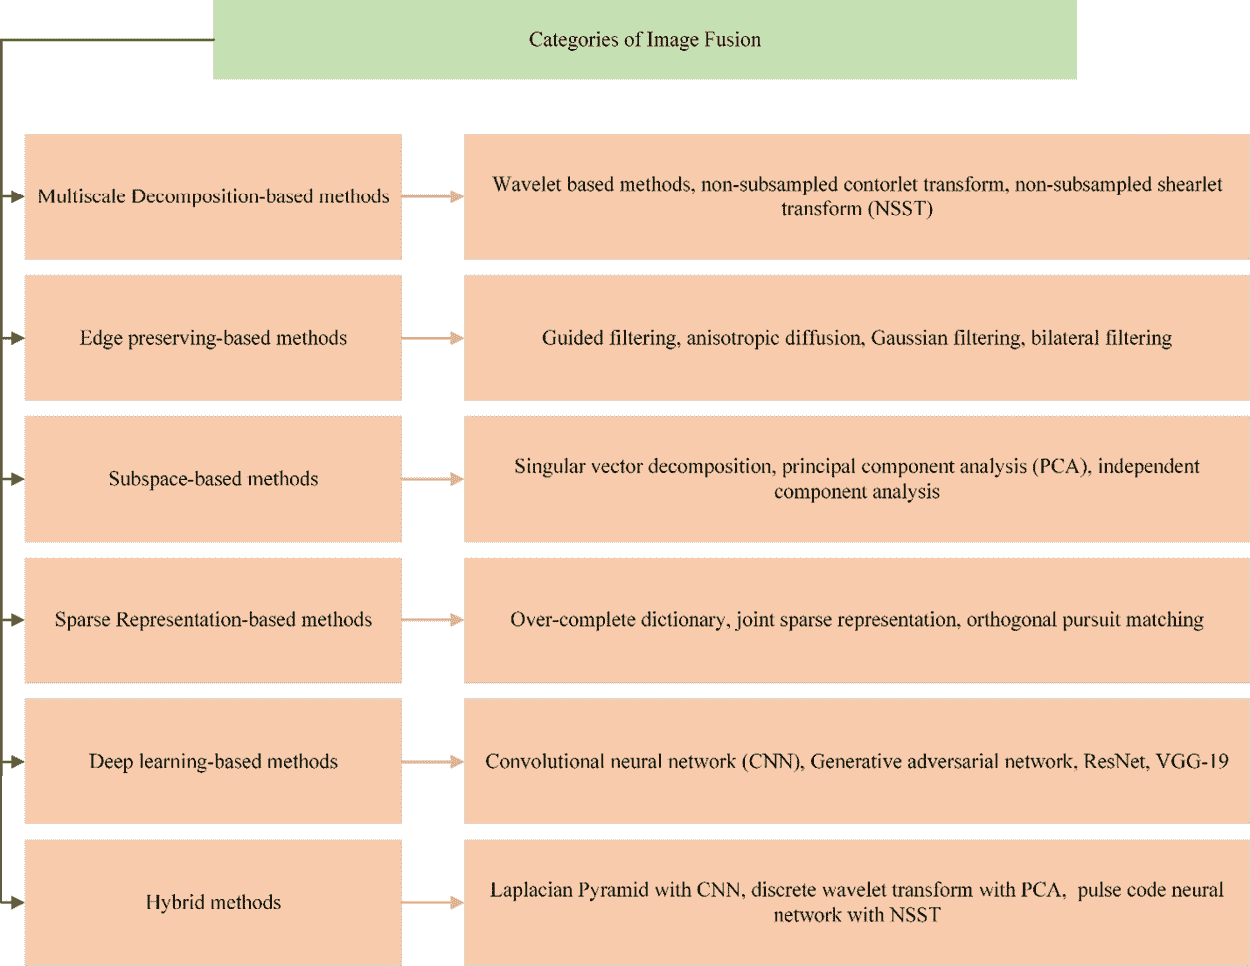 Categories of Image Fusion
Multiscale Decomposition-based methods
Wavelet based methods, non-subsampled contorlet transform, non-subsampled shearlet
transform (NSST)
Edge preserving-based methods
Guided filtering, anisotropic diffusion, Gaussian filtering, bilateral filtering
Subspace-based methods
Singular vector decomposition, principal component analysis (PCA), independent
component analysis
Sparse Representation-based methods
Over-complete dictionary, joint sparse representation, orthogonal pursuit matching
Deep learning-based methods
Convolutional neural network (CNN), Generative adversarial network, ResNet, VGG-19
Hybrid methods
Laplacian Pyramid with CNN, discrete wavelet transform with PCA, pulse code neural
network with NSST